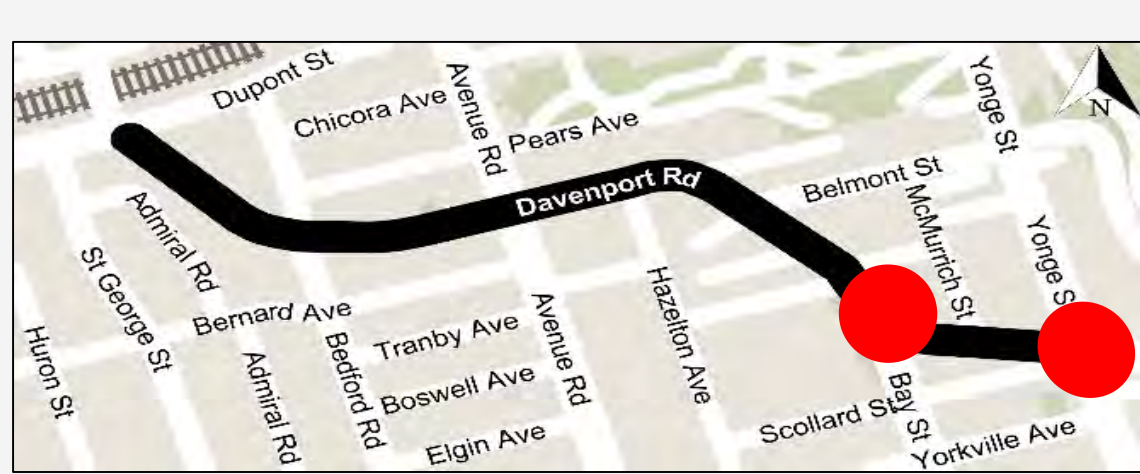 Dupont St
Chicora Ave
Avenue Rd
Pears Ave
Yonge St
N
Davenport Rd
Belmont St
McMurrich St
Admiral Rd
St George St
Yonge S
Bernard Ave
Hazelton Ave
Huron St
Tranby Ave
Avenue Rd
Bedford Rd
Admiral Rd
Boswell Ave
Bay St
Scollard St
Elgin Ave
Yorkville Ave